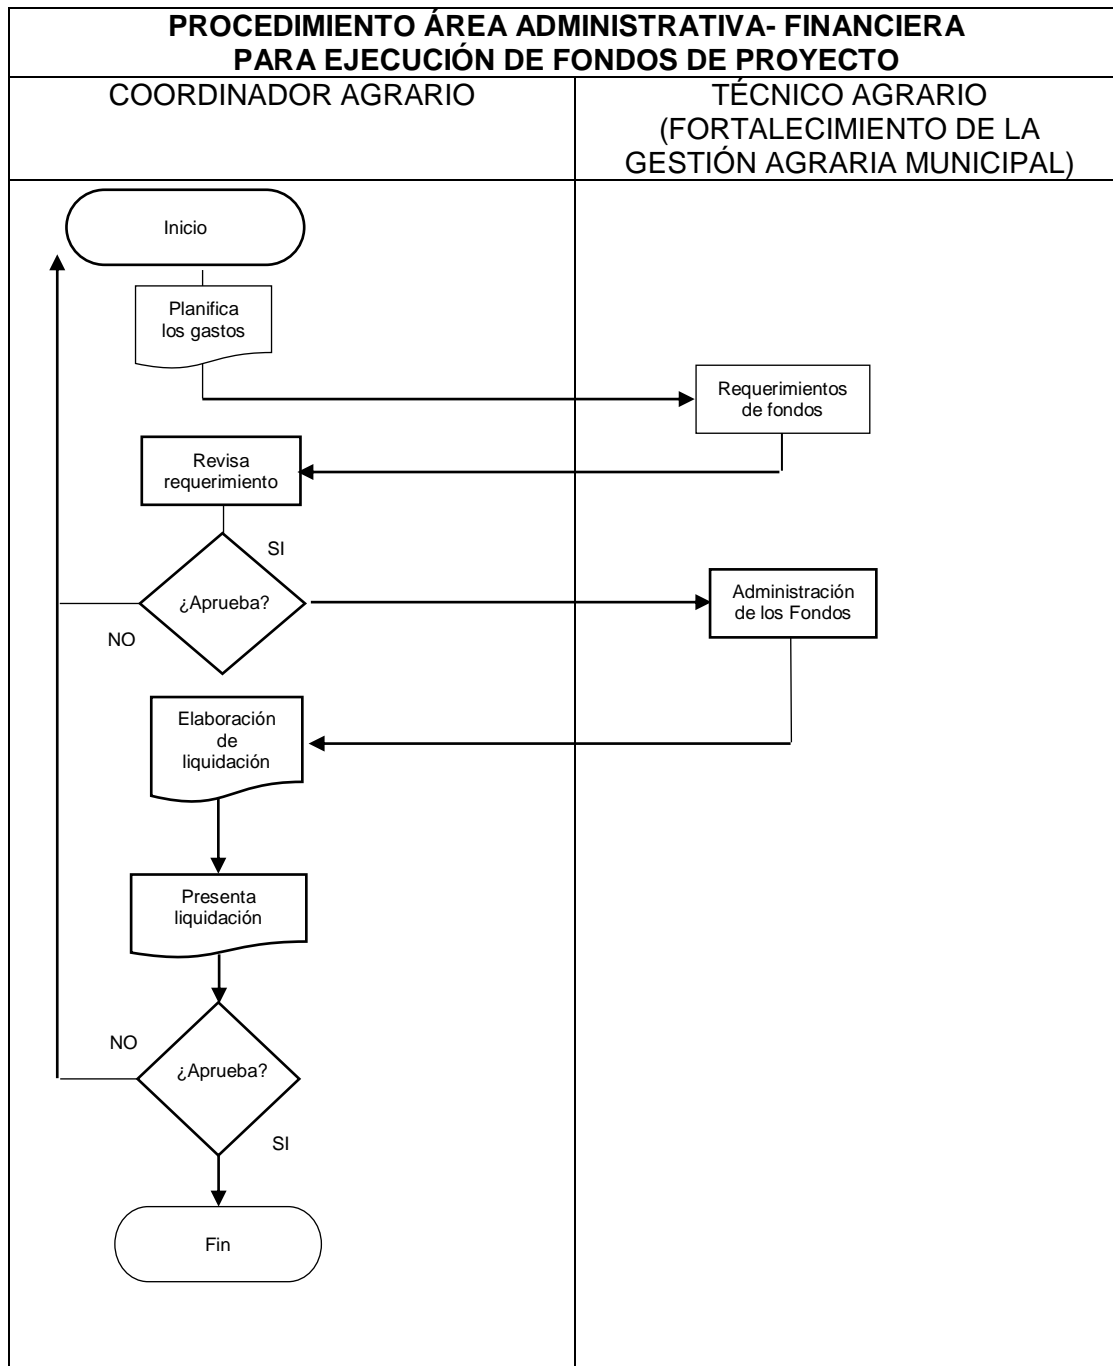 PROCEDIMIENTO ÁREA ADMINISTRATIVA- FINANCIERA
PARA EJECUCIÓN DE FONDOS DE PROYECTO
COORDINADOR AGRARIO
TÉCNICO AGRARIO
(FORTALECIMIENTO DE LA
GESTIÓN AGRARIA MUNICIPAL)
Inicio
Planifica
los gastos
Requerimientos
de fondos
Revisa
requerimiento
SI
¿Aprueba?
NO
Administración
de los Fondos
Elaboración
de
liquidación
Presenta
liquidación
NO
¿Aprueba?
SI
Fin